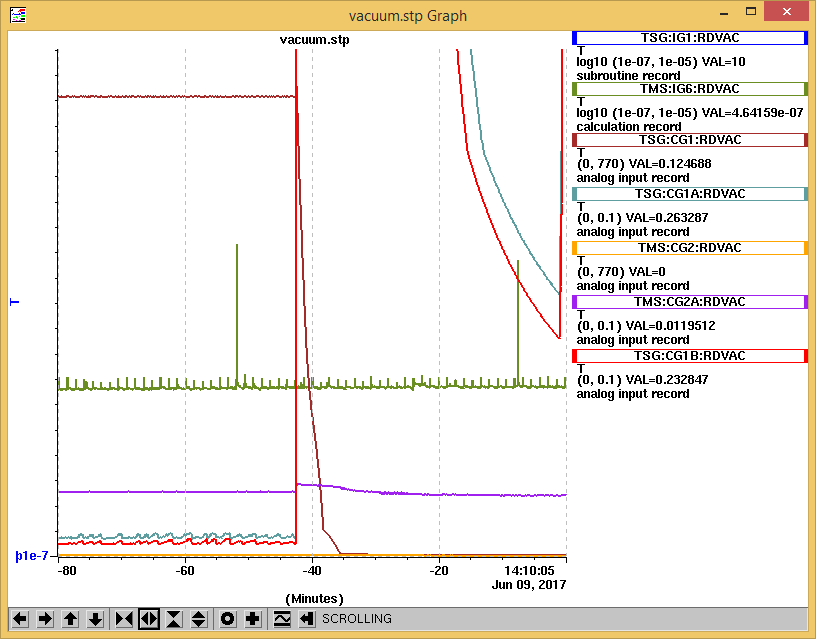 vacuum.stp Graph
vacuum.stp
T
þ1e-7
-80
-60
-40
-20
14:10:05
Jun 09, 2017
(Minutes)
TSG:IG1:RDVAC
T
log10 (1e-07, 1e-05) VAL=10
subroutine record
TMS:IG6:RDVAC
T
log10 (1e-07, 1e-05) VAL=4.64159e-07
calculation record
TSG:CG1:RDVAC
T
(0, 770) VAL=0.124688
analog input record
TSG:CG1A:RDVAC
T
(0, 0.1) VAL=0.263287
analog input record
TMS:CG2:RDVAC
T
(0, 770) VAL=0
analog input record
TMS:CG2A:RDVAC
T
(0, 0.1) VAL=0.0119512
analog input record
TSG:CG1B:RDVAC
T
(0, 0.1) VAL=0.232847
analog input record
SCROLLING